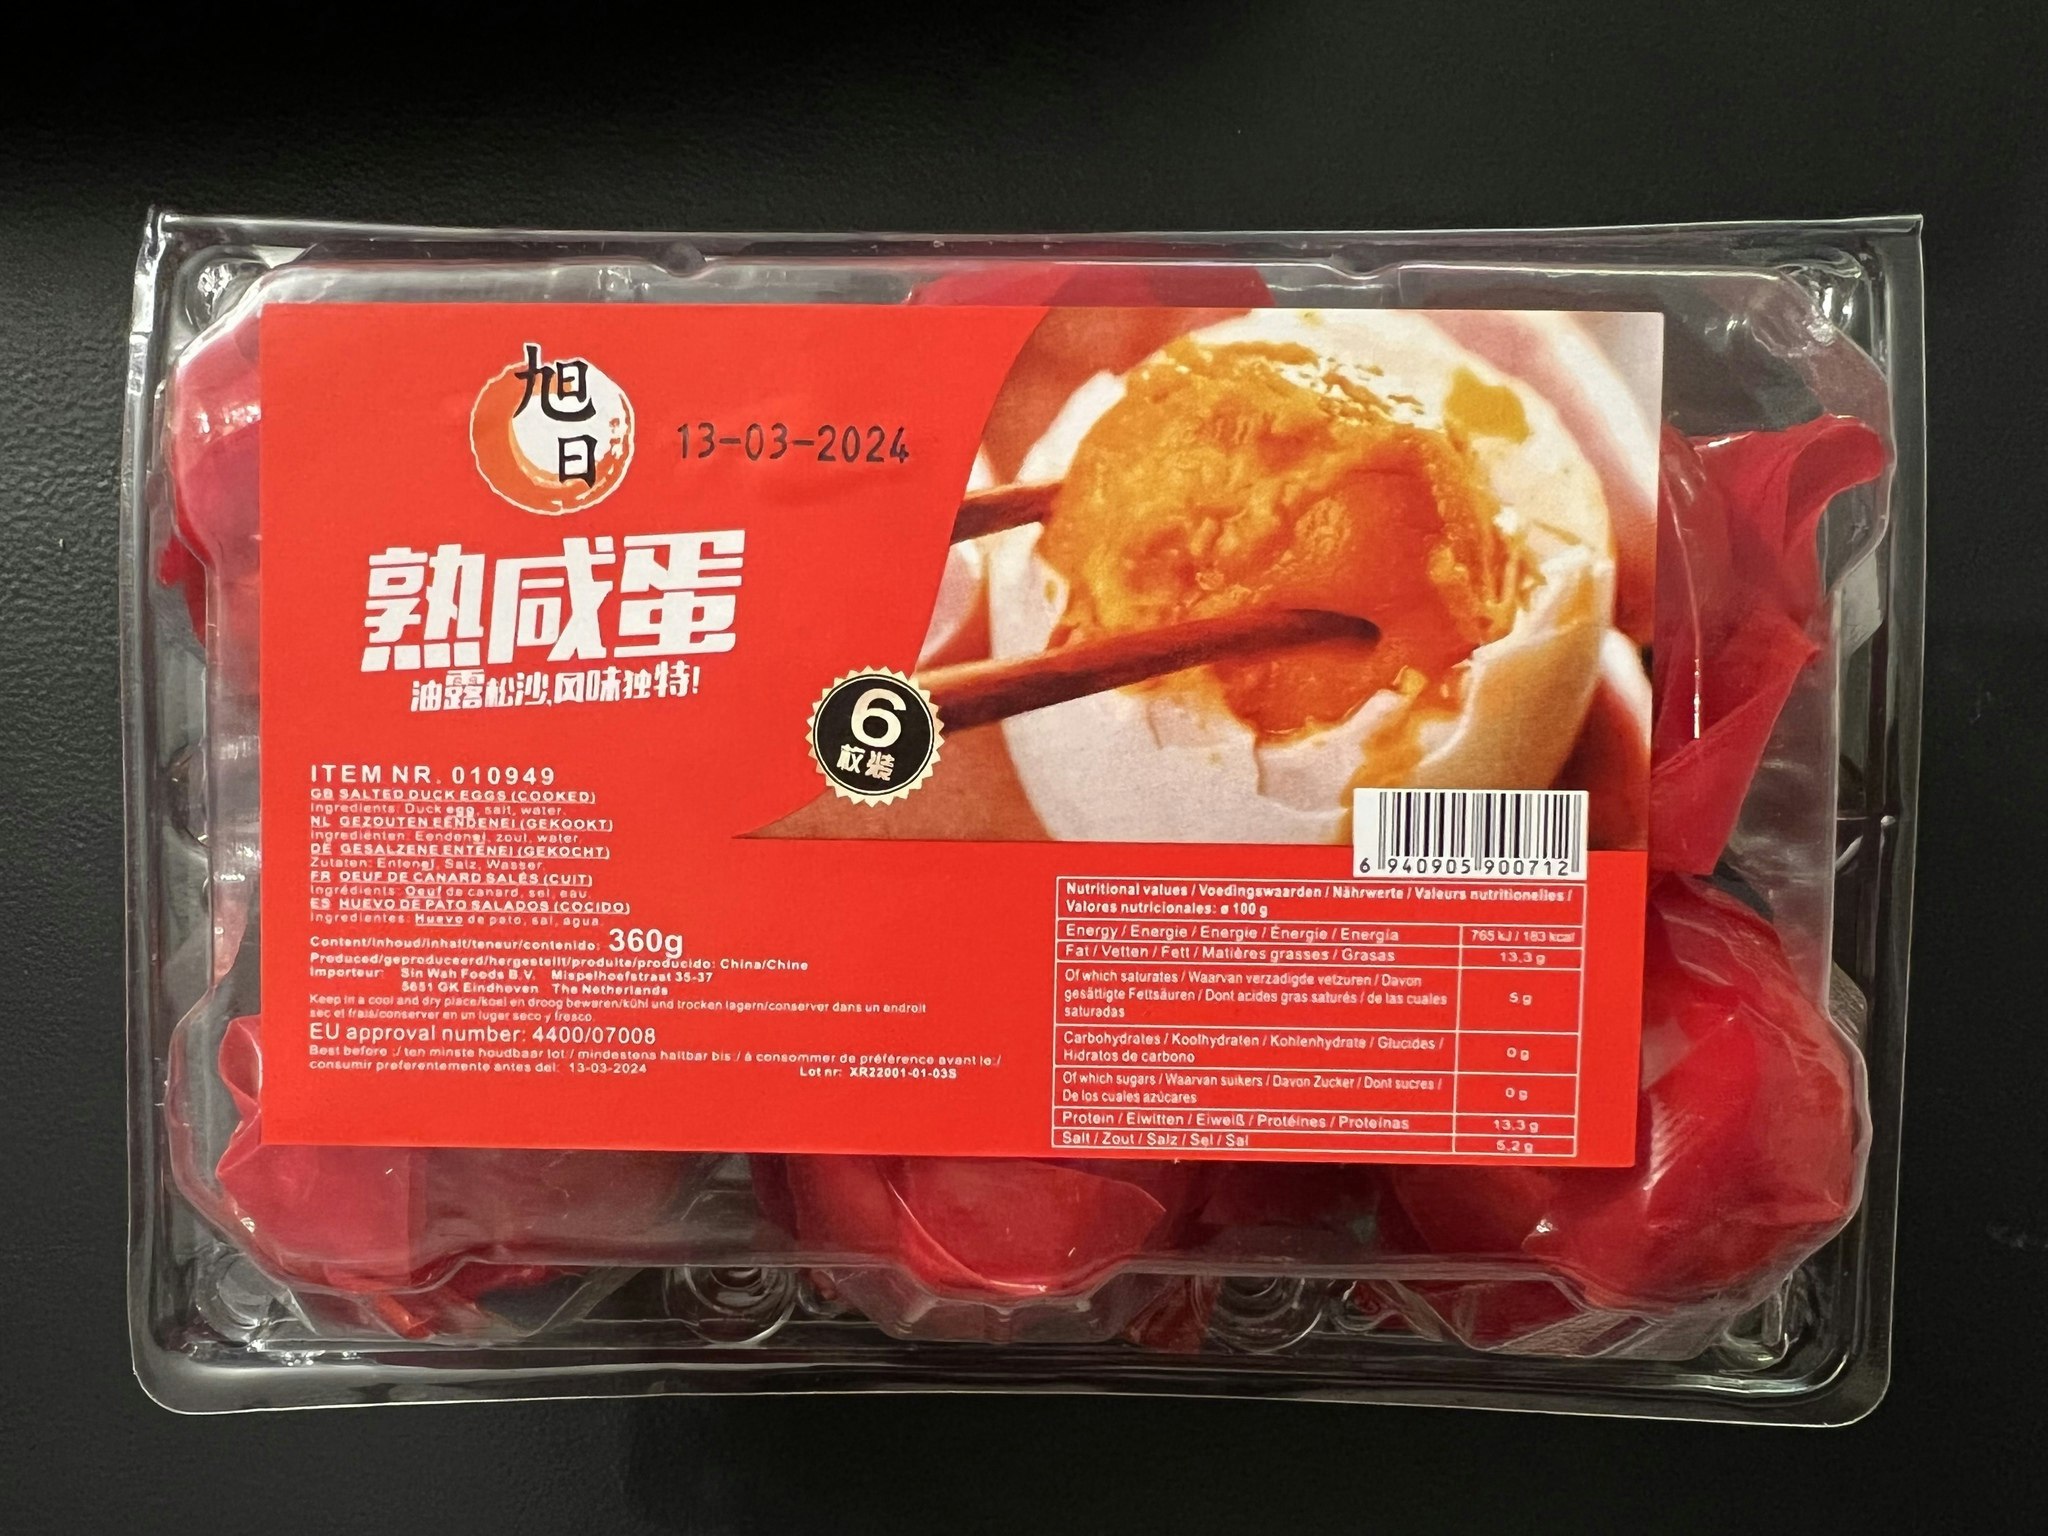 旭日
13-03-2024
熟咸蛋
油露松沙,风味独特!
6
枚装
ITEM NR. 010949
GB SALTED DUCK EGGS (COOKED)
Ingredients: Duck egg, salt, water.
NL GEZOUTEN EENDENEI (GEKOOKT)
Ingrediënten: Eendenei, zout, water.
DE GESALZENE ENTENEI (GEKOCHT)
Zutaten: Entenei, Salz, Wasser.
FR OEUF DE CANARD SALÉS (CUIT)
Ingrédients: Oeuf de canard, sel, eau.
ES HUEVO DE PATO SALADOS (COCIDO)
Ingredientes: Huevo de pato, sal, agua.
Content/Inhoud/Inhalt/teneur/contenido: 360g
Produced/geproduceerd/hergestellt/produite/producido: China/Chine
Importeur: Sin Wah Foods B.V. Mispelhoefstraat 35-37
5651 GK Eindhoven The Netherlands
Keep in a cool and dry place/koel en droog bewaren/kühl und trocken lagern/conserver dans un endroit
sec et frais/conserver en un lugar seco y fresco.
EU approval number: 4400/07008
Best before :/ ten minste houdbaar tot:/ mindestens haltbar bis:/ à consommer de préférence avant le:/
consumir preferentemente antes del: 13-03-2024
Lot nr: XR22001-01-03S
6 940905 900712
Nutritional values / Voedingswaarden / Nährwerte / Valeurs nutritionelles /
Valores nutricionales: ø 100 g
Energy / Energie / Energie / Énergie / Energía 765 kJ / 183 kcal
Fat / Vetten / Fett / Matières grasses / Grasas 13,3 g
Of which saturates / Waarvan verzadigde vetzuren / Davon
gesättigte Fettsäuren / Dont acides gras saturés / de las cuales 5 g
saturadas
Carbohydrates / Koolhydraten / Kohlenhydrate / Glucides /
Hidratos de carbono 0 g
Of which sugars / Waarvan suikers / Davon Zucker / Dont sucres /
De los cuales azúcares 0 g
Protein / Eiwitten / Eiweiß / Protéines / Proteínas 13.3 g
Salt / Zout / Salz / Sel / Sal 5,2 g